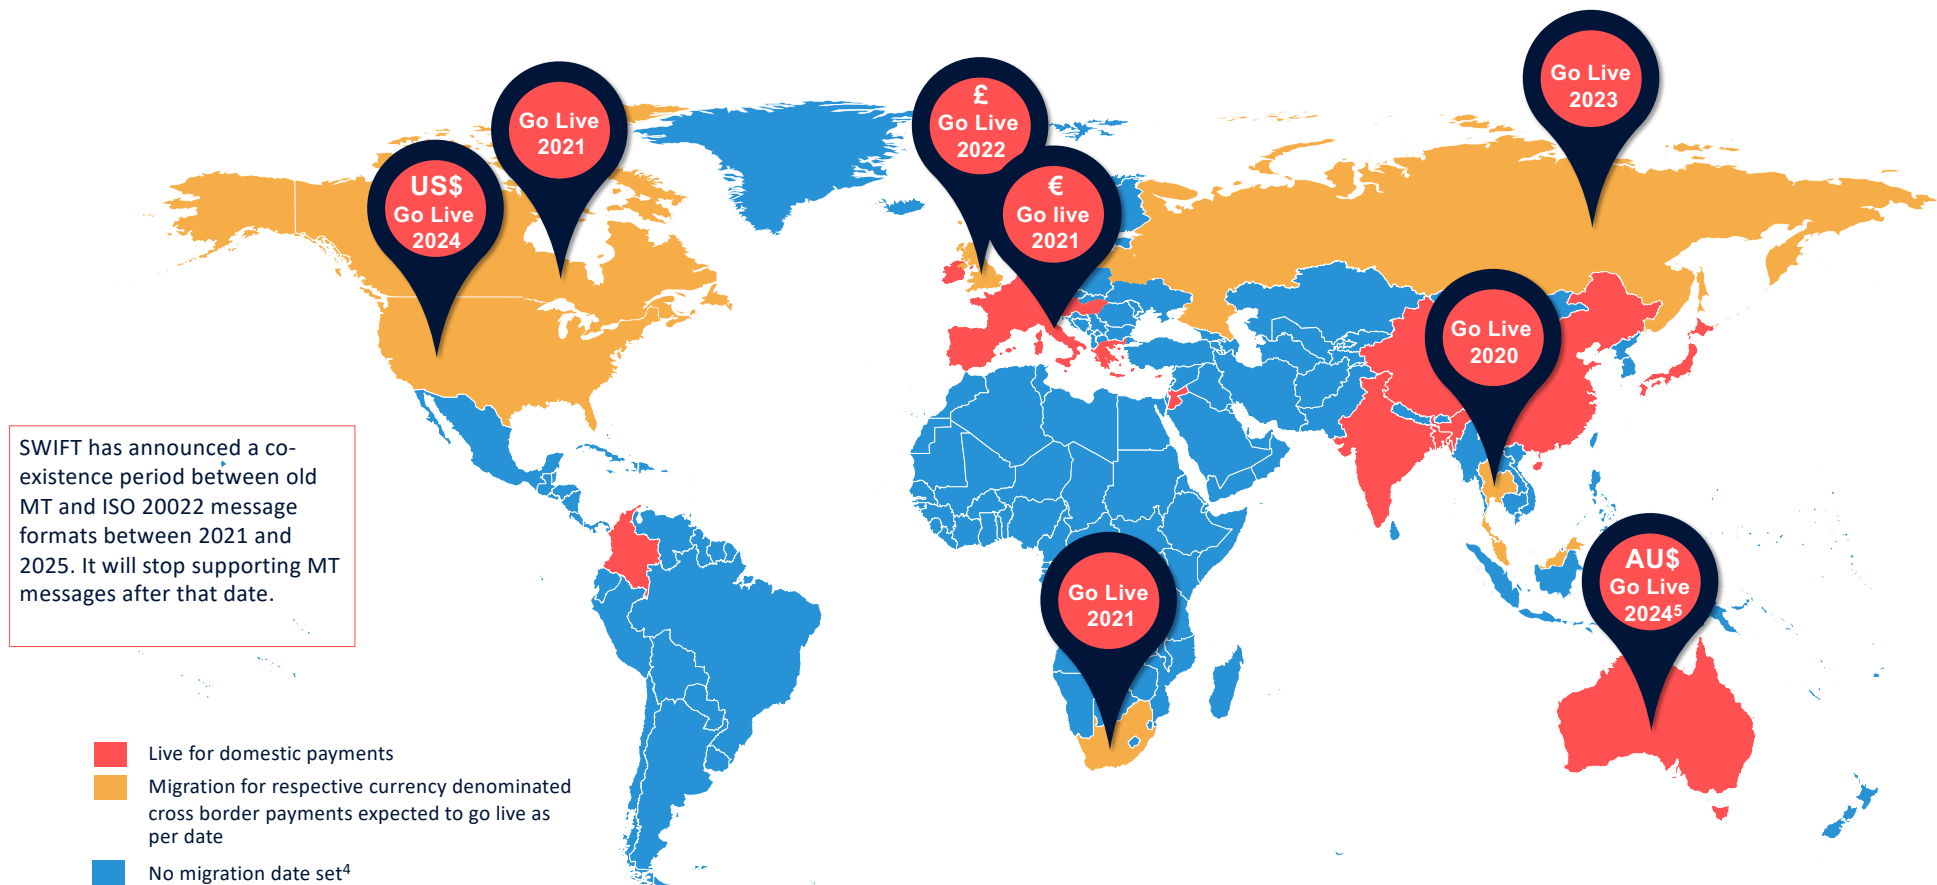 Go Live
2023
Go Live
2021
£
Go Live
2022
US$
Go Live
2024
€
Go live
2021
Go Live
2020
SWIFT has announced a co-
existence period between old
MT and ISO 20022 message
formats between 2021 and
2025. It will stop supporting MT
messages after that date.
Go Live
2021
AU$
Go Live
2024⁵
Live for domestic payments
Migration for respective currency denominated
cross border payments expected to go live as
per date
No migration date set⁴